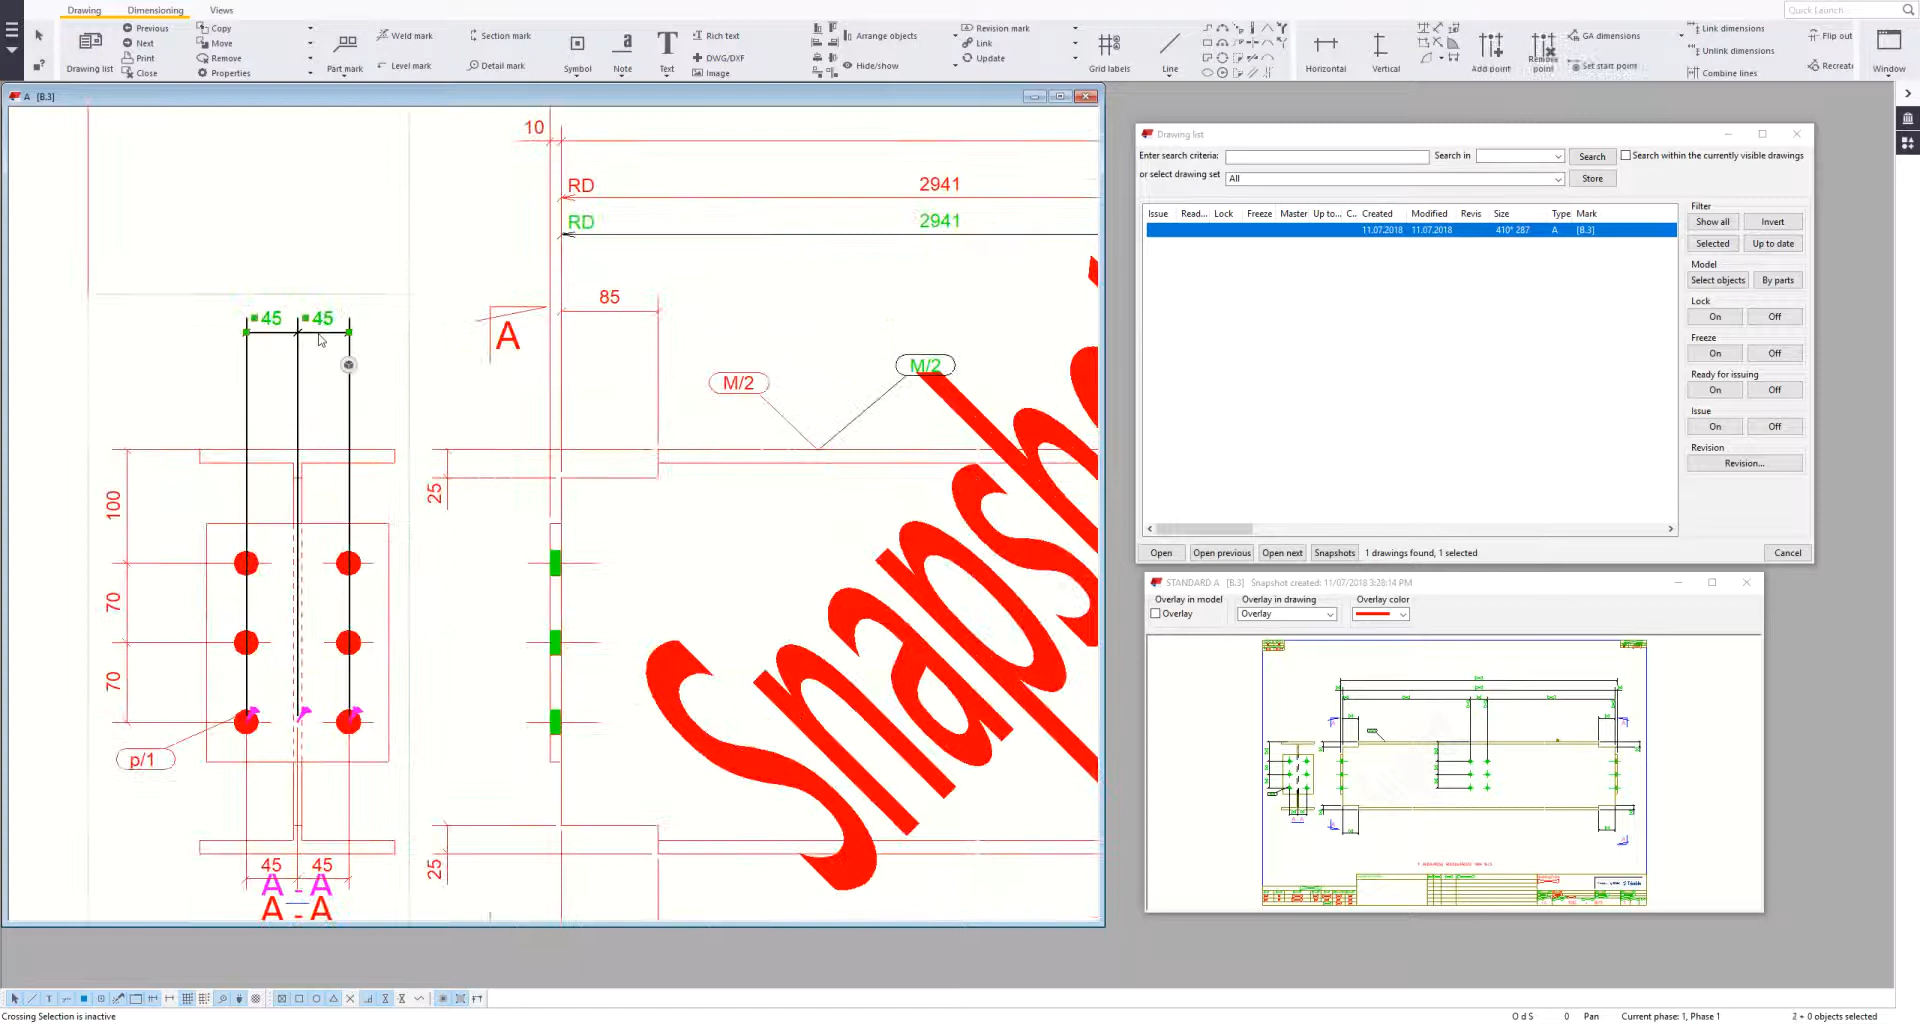 Drawing Dimensioning Views
Quick Launch
Previous
Next
Print
Close
Drawing list
Copy
Move
Remove
Properties
Part mark
Weld mark
Level mark
Section mark
Detail mark
Symbol
Note
Text
Rich text
DWG/DXF
Image
Arrange objects
Hide/show
Revision mark
Link
Update
Grid labels
Line
Horizontal
Vertical
Add point
Remove point
GA dimensions
Set start point
Link dimensions
Unlink dimensions
Combine lines
Flip out
Recreate
Window
A [B.3]
10
RD
2941
RD
2941
85
A
45 45
M/2
M/2
100
25
70
70
p/1
25
45 45
A - A
A - A
Snapsh
Snaps
Drawing list
Enter search criteria:
Search in
Search
Search within the currently visible drawings
or select drawing set
All
Store
Issue Read... Lock Freeze Master Up to... C.. Created Modified Revis Size Type Mark
11.07.2018 11.07.2018 410* 287 A [B.3]
Filter
Show all
Invert
Selected
Up to date
Model
Select objects
By parts
Lock
On
Off
Freeze
On
Off
Ready for issuing
On
Off
Issue
On
Off
Revision
Revision...
Open
Open previous
Open next
Snapshots
1 drawings found, 1 selected
Cancel
STANDARD A [B.3] Snapshot created: 11/07/2018 3:28:14 PM
Overlay in model
Overlay
Overlay in drawing
Overlay
Overlay color
Crossing Selection is inactive
O d S 0 Pan Current phase: 1, Phase 1 2 + 0 objects selected